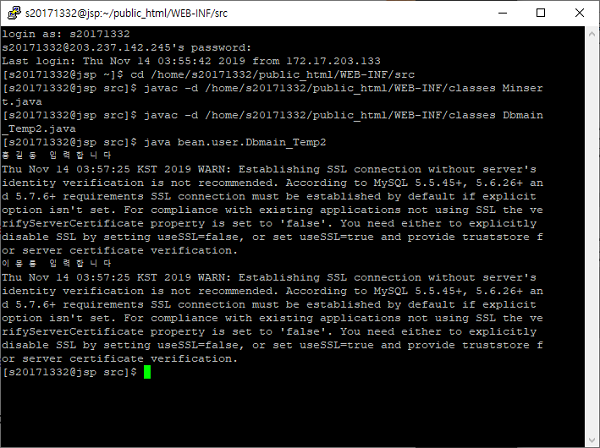 s20171332@jsp:~/public_html/WEB-INF/src
login as: s20171332
s20171332@203.237.142.245's password:
Last login: Thu Nov 14 03:55:42 2019 from 172.17.203.133
[s20171332@jsp ~]$ cd /home/s20171332/public_html/WEB-INF/src
[s20171332@jsp src]$ javac -d /home/s20171332/public_html/WEB-INF/classes Minser
t.java
[s20171332@jsp src]$ javac -d /home/s20171332/public_html/WEB-INF/classes Dbmain
_Temp2.java
[s20171332@jsp src]$ java bean.user.Dbmain_Temp2
홍길동 입력합니다
Thu Nov 14 03:57:25 KST 2019 WARN: Establishing SSL connection without server's
identity verification is not recommended. According to MySQL 5.5.45+, 5.6.26+ an
d 5.7.6+ requirements SSL connection must be established by default if explicit
option isn't set. For compliance with existing applications not using SSL the ve
rifyServerCertificate property is set to 'false'. You need either to explicitly
disable SSL by setting useSSL=false, or set useSSL=true and provide truststore f
or server certificate verification.
이몽룡 입력합니다
Thu Nov 14 03:57:25 KST 2019 WARN: Establishing SSL connection without server's
identity verification is not recommended. According to MySQL 5.5.45+, 5.6.26+ an
d 5.7.6+ requirements SSL connection must be established by default if explicit
option isn't set. For compliance with existing applications not using SSL the ve
rifyServerCertificate property is set to 'false'. You need either to explicitly
disable SSL by setting useSSL=false, or set useSSL=true and provide truststore f
or server certificate verification.
[s20171332@jsp src]$